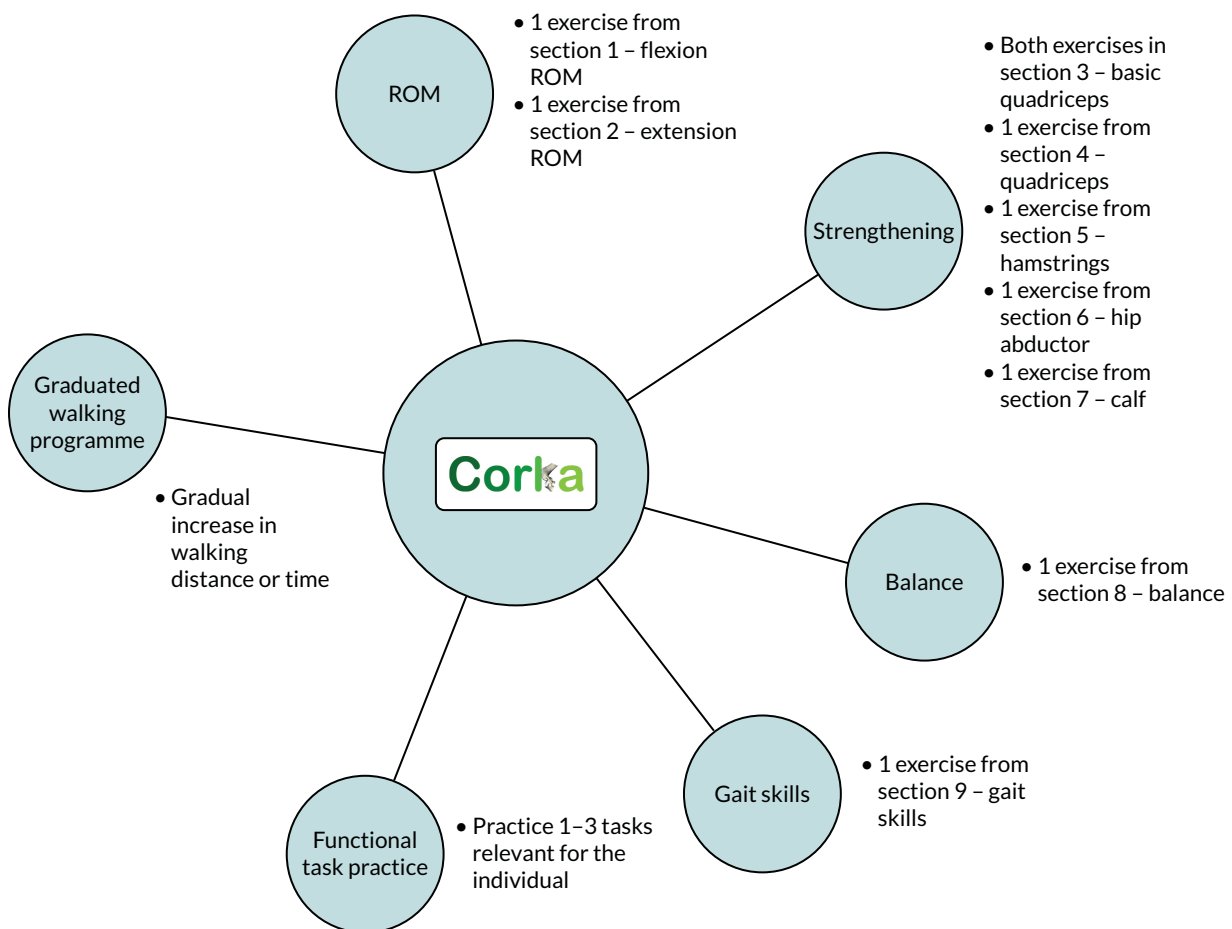 ROM
• 1 exercise from
section 1 – flexion
ROM
• 1 exercise from
section 2 – extension
ROM
Strengthening
• Both exercises in
section 3 – basic
quadriceps
• 1 exercise from
section 4 –
quadriceps
• 1 exercise from
section 5 –
hamstrings
• 1 exercise from
section 6 – hip
abductor
• 1 exercise from
section 7 – calf
Graduated
walking
programme
• Gradual
increase in
walking
distance or time
Corka
Balance
• 1 exercise from
section 8 – balance
Gait skills
• 1 exercise from
section 9 – gait
skills
Functional
task practice
• Practice 1–3 tasks
relevant for the
individual